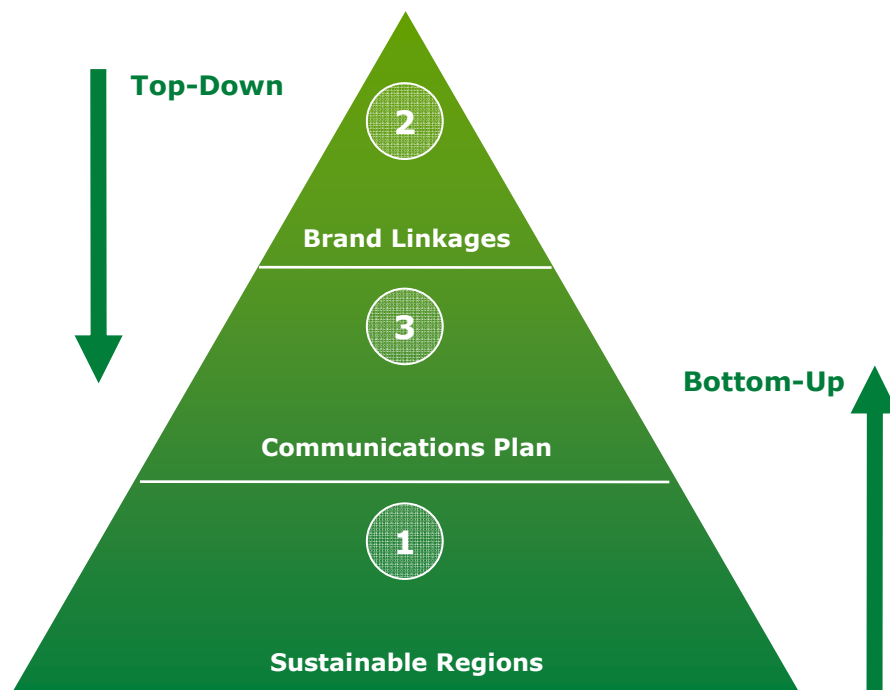 Top-Down
2
Brand Linkages
3
Bottom-Up
Communications Plan
1
Sustainable Regions